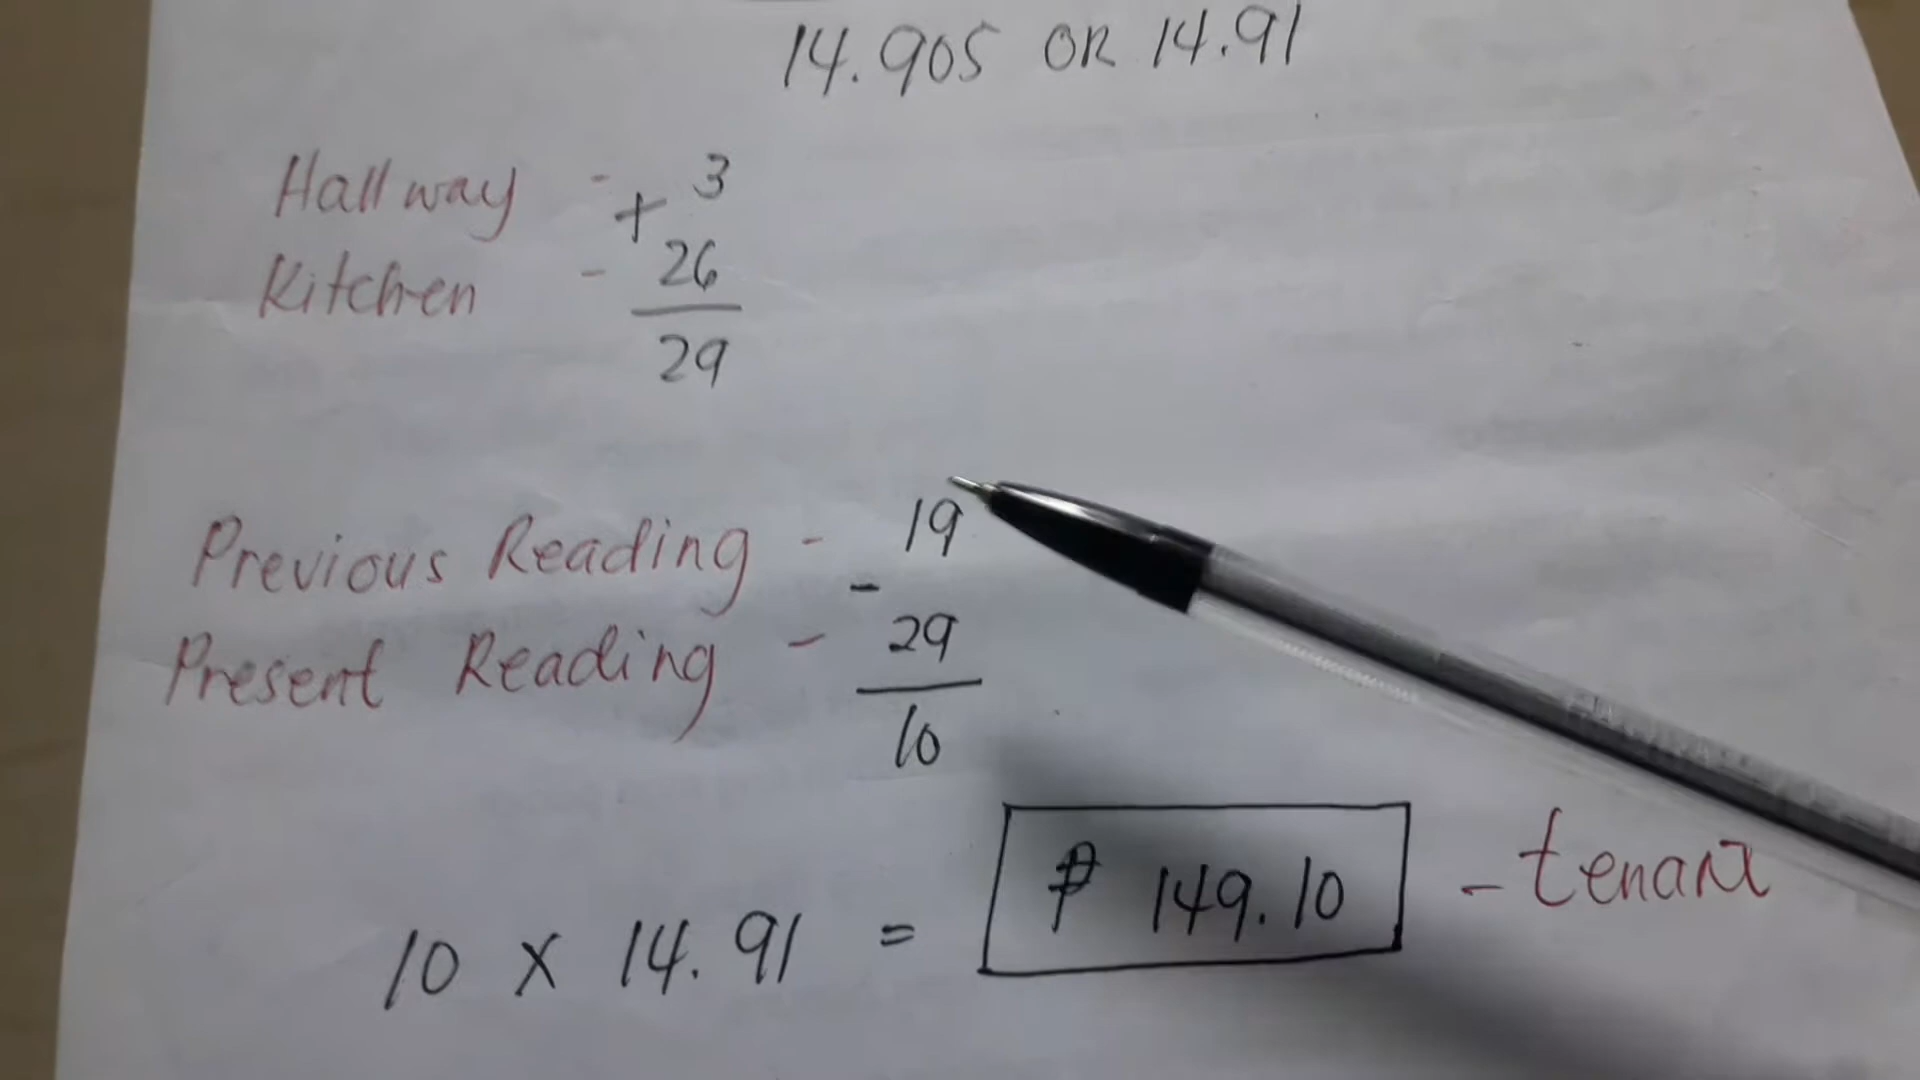 14.905 OR 14.91
Hallway - 3
+
Kitchen - 26
29
Previous Reading - 19
-
Present Reading - 29
10
10 x 14.91 = ₱ 149.10 - tenant